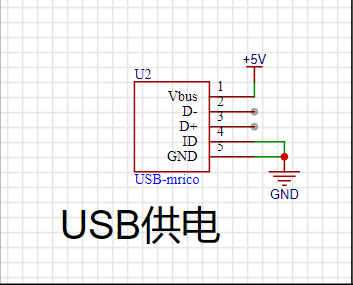 +5V
U2
1
Vbus
2
D-
3
D+
4
ID
5
GND
USB-mrico
GND
USB供电